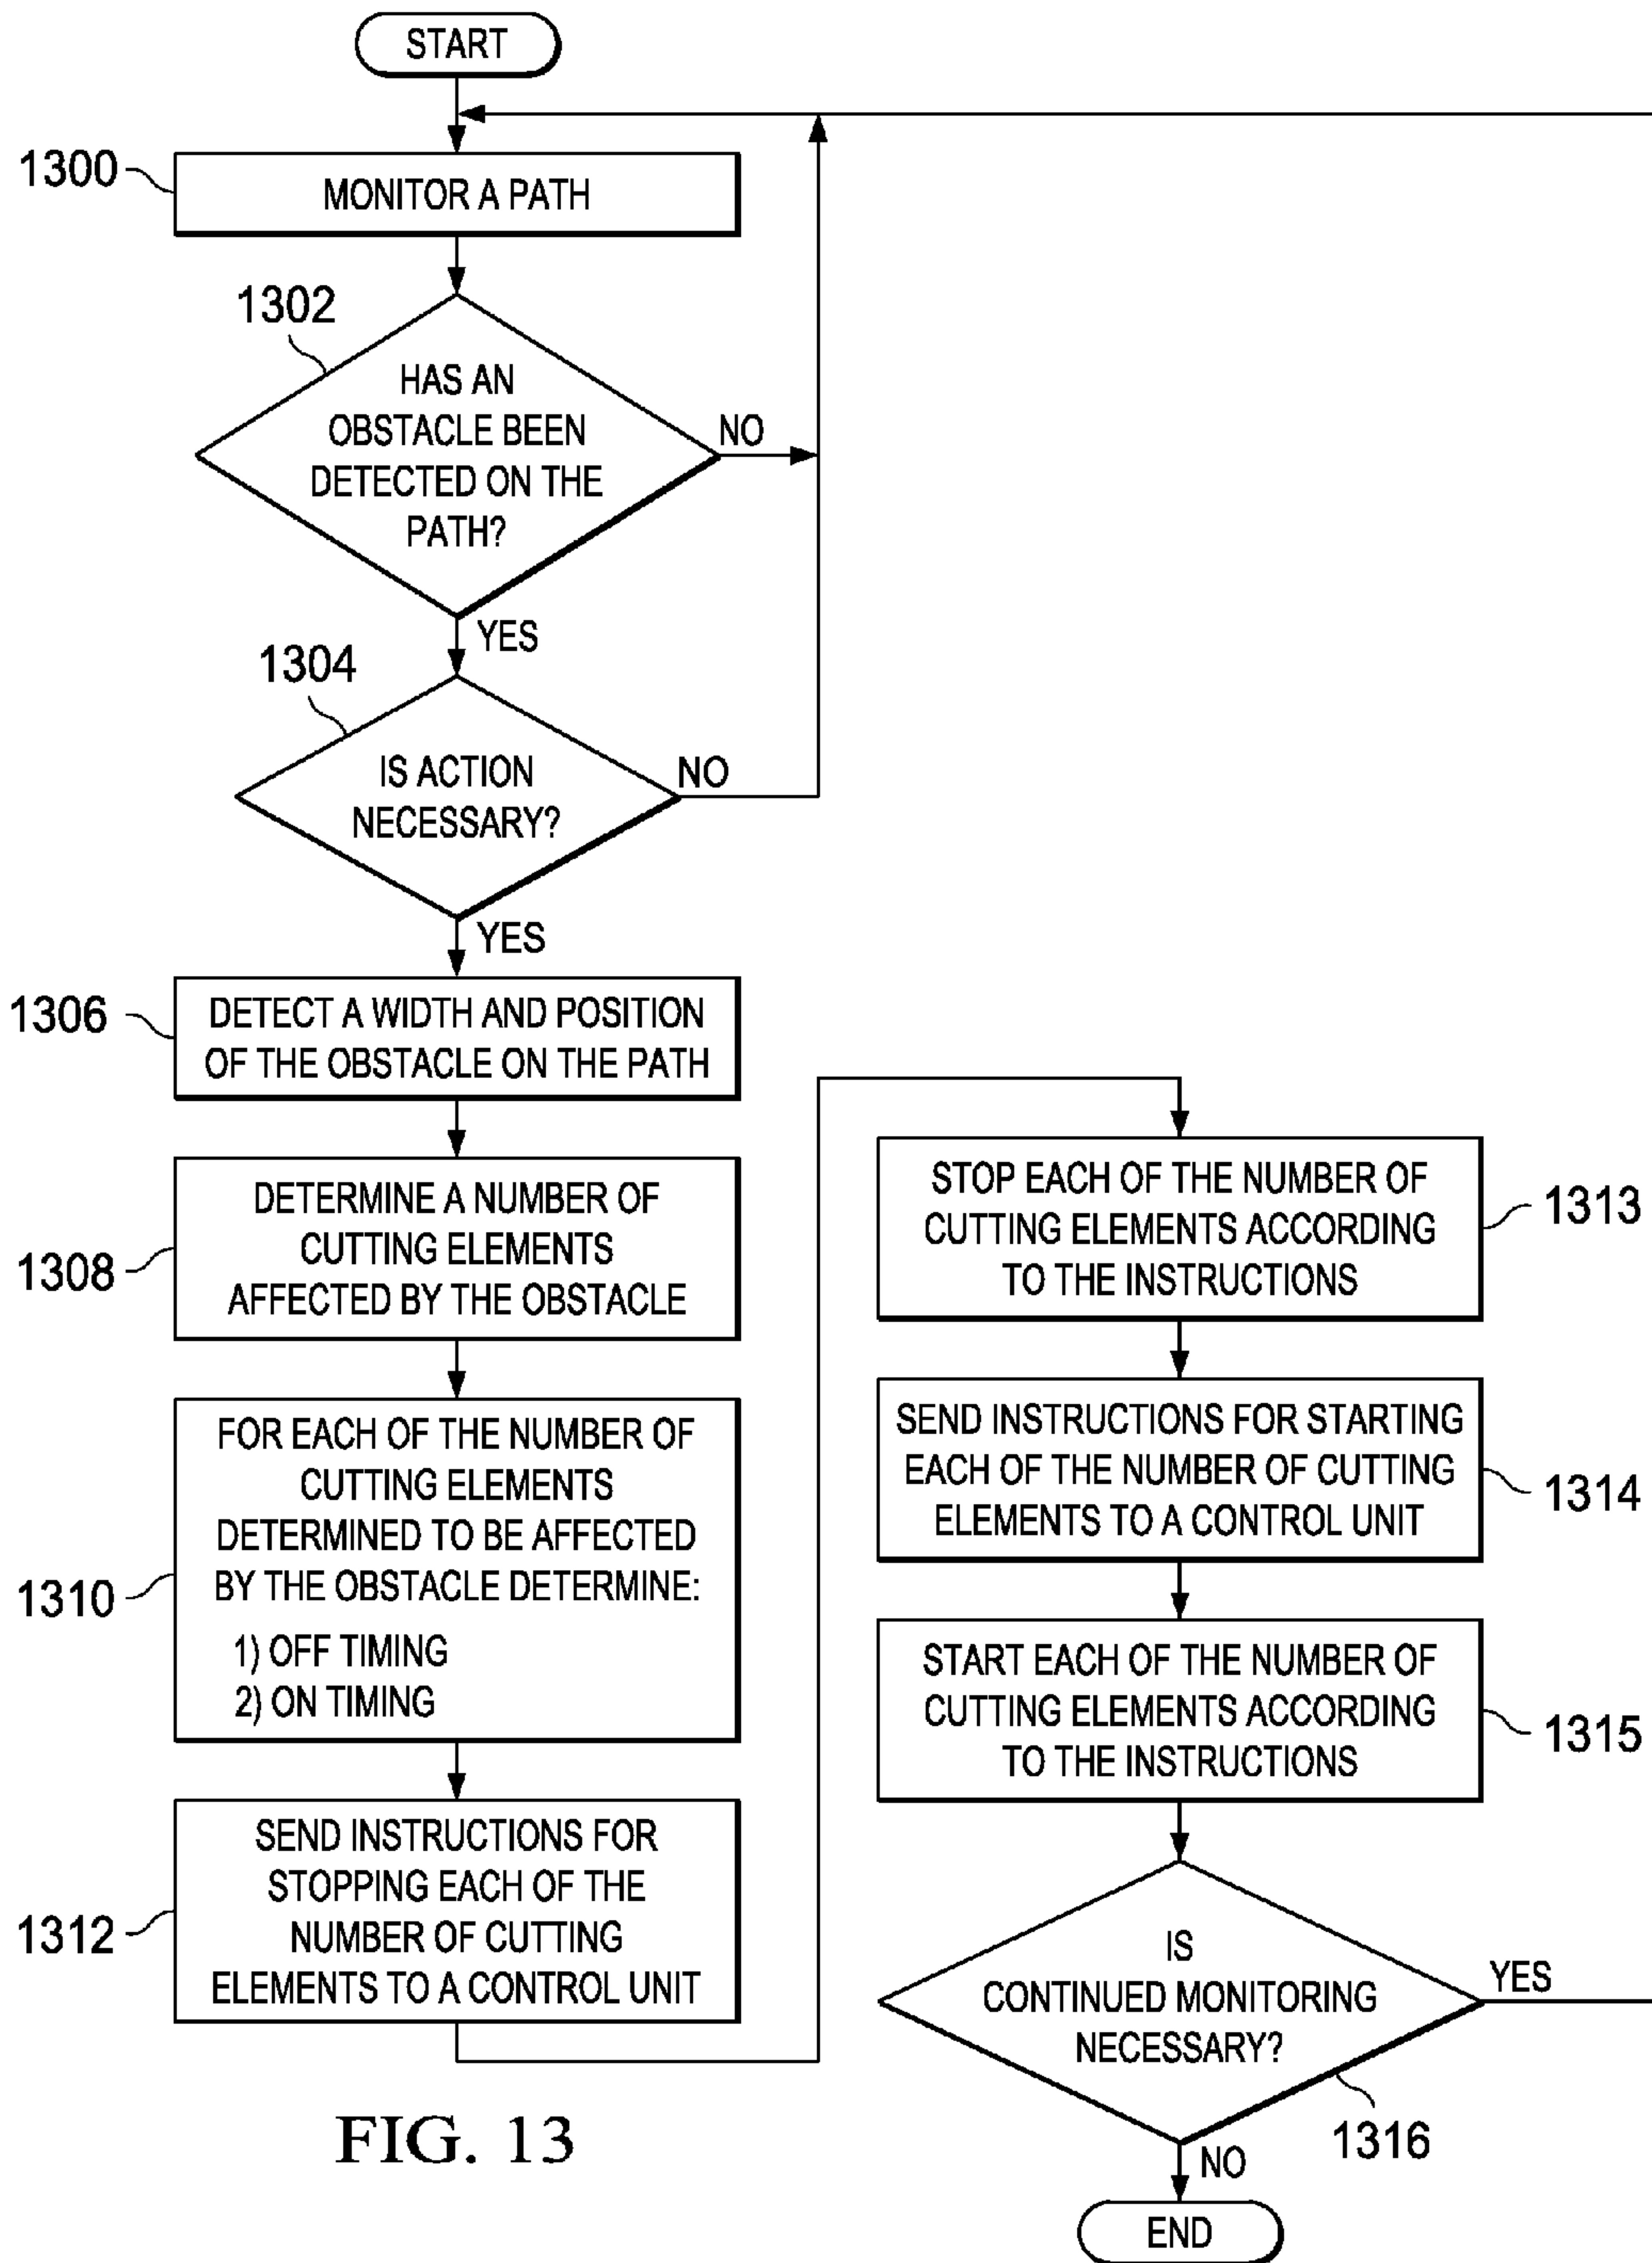 START
1300
MONITOR A PATH
1302
HAS AN
OBSTACLE BEEN
DETECTED ON THE
PATH?
NO
YES
1304
IS ACTION
NECESSARY?
NO
YES
1306
DETECT A WIDTH AND POSITION
OF THE OBSTACLE ON THE PATH
1308
DETERMINE A NUMBER OF
CUTTING ELEMENTS
AFFECTED BY THE OBSTACLE
1310
FOR EACH OF THE NUMBER OF
CUTTING ELEMENTS
DETERMINED TO BE AFFECTED
BY THE OBSTACLE DETERMINE:
1) OFF TIMING
2) ON TIMING
1312
SEND INSTRUCTIONS FOR
STOPPING EACH OF THE
NUMBER OF CUTTING
ELEMENTS TO A CONTROL UNIT
STOP EACH OF THE NUMBER OF
CUTTING ELEMENTS ACCORDING
TO THE INSTRUCTIONS
1313
SEND INSTRUCTIONS FOR STARTING
EACH OF THE NUMBER OF CUTTING
ELEMENTS TO A CONTROL UNIT
1314
START EACH OF THE NUMBER OF
CUTTING ELEMENTS ACCORDING
TO THE INSTRUCTIONS
1315
IS
CONTINUED MONITORING
NECESSARY?
YES
1316
NO
END
FIG. 13